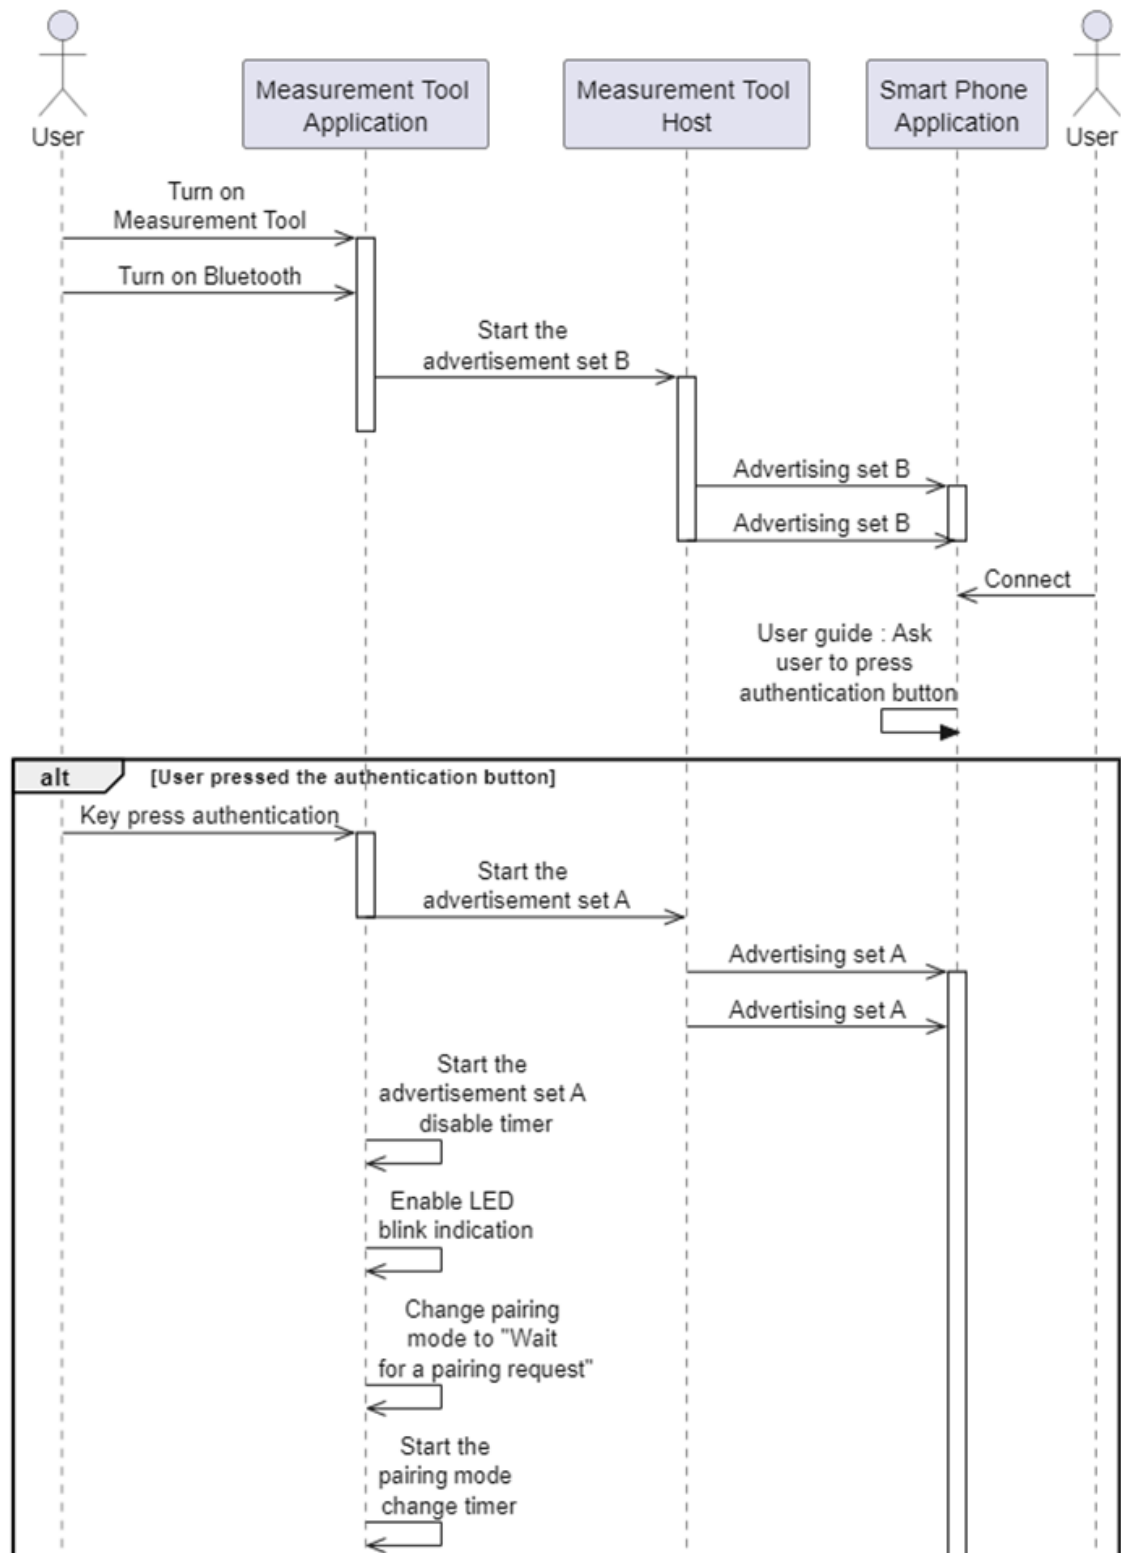 User
Measurement Tool
Application
Measurement Tool
Host
Smart Phone
Application
User
Turn on
Measurement Tool
Turn on Bluetooth
Start the
advertisement set B
Advertising set B
Advertising set B
Connect
User guide : Ask
user to press
authentication button
alt
[User pressed the authentication button]
Key press authentication
Start the
advertisement set A
Advertising set A
Advertising set A
Start the
advertisement set A
disable timer
Enable LED
blink indication
Change pairing
mode to "Wait
for a pairing request"
Start the
pairing mode
change timer